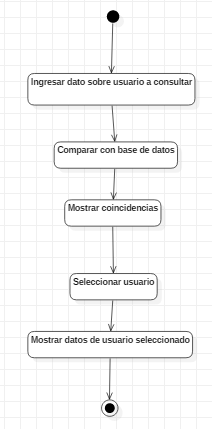 Ingresar dato sobre usuario a consultar
Comparar con base de datos
Mostrar coincidencias
Seleccionar usuario
Mostrar datos de usuario seleccionado